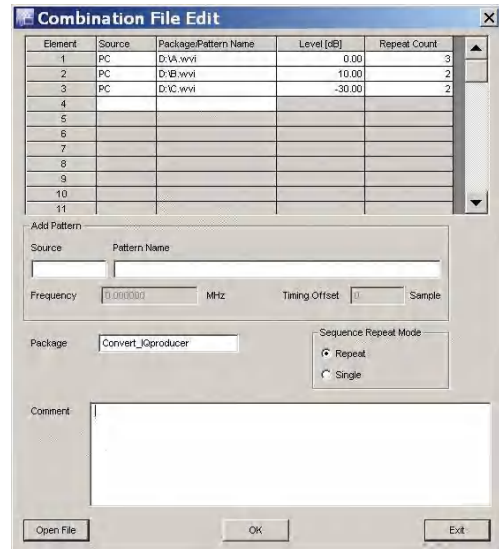 Combination File Edit
Element Source Package/Pattern Name Level [dB] Repeat Count
1 PC D:\A.wvi 0.00 3
2 PC D:\B.wvi 10.00 2
3 PC D:\C.wvi -30.00 2
4
5
6
7
8
9
10
11
Add Pattern
Source Pattern Name
Frequency 0.000000 MHz Timing Offset 0 Sample
Package Convert_IQproducer
Sequence Repeat Mode
Repeat
Single
Comment
Open File OK Exit